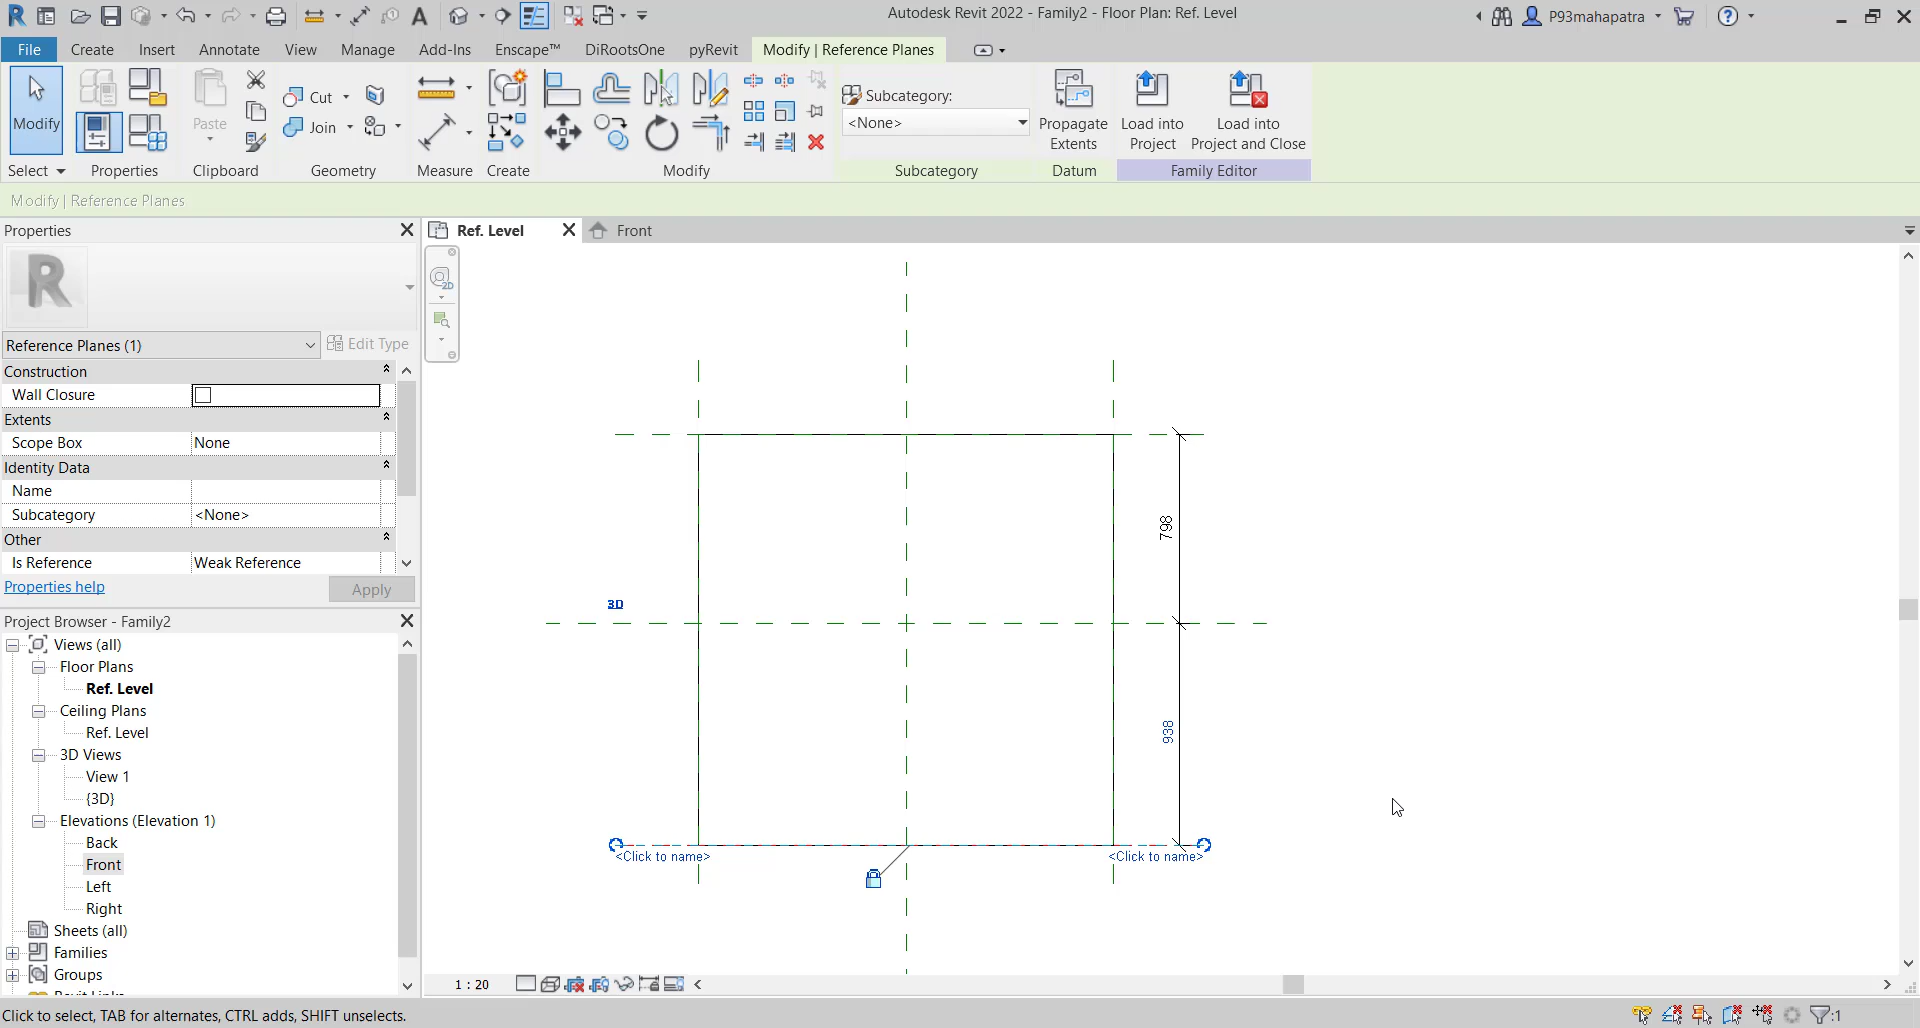 Autodesk Revit 2022 - Family2 - Floor Plan: Ref. Level
P93mahapatra
File Create Insert Annotate View Manage Add-Ins Enscape™ DiRootsOne pyRevit Modify | Reference Planes
Modify
Paste
Cut
Join
Subcategory:
<None>
Propagate Extents
Load into Project
Load into Project and Close
Select Properties Clipboard Geometry Measure Create Modify Subcategory Datum Family Editor
Modify | Reference Planes
Properties
Ref. Level
Front
R
2D
Reference Planes (1)
Edit Type
Construction
Wall Closure
Extents
Scope Box None
Identity Data
Name
Subcategory <None>
Other
Is Reference Weak Reference
Properties help
Apply
Project Browser - Family2
Views (all)
Floor Plans
Ref. Level
Ceiling Plans
Ref. Level
3D Views
View 1
{3D}
Elevations (Elevation 1)
Back
Front
Left
Right
Sheets (all)
Families
Groups
798
3D
938
<Click to name>
<Click to name>
1 : 20
Click to select, TAB for alternates, CTRL adds, SHIFT unselects.
:1